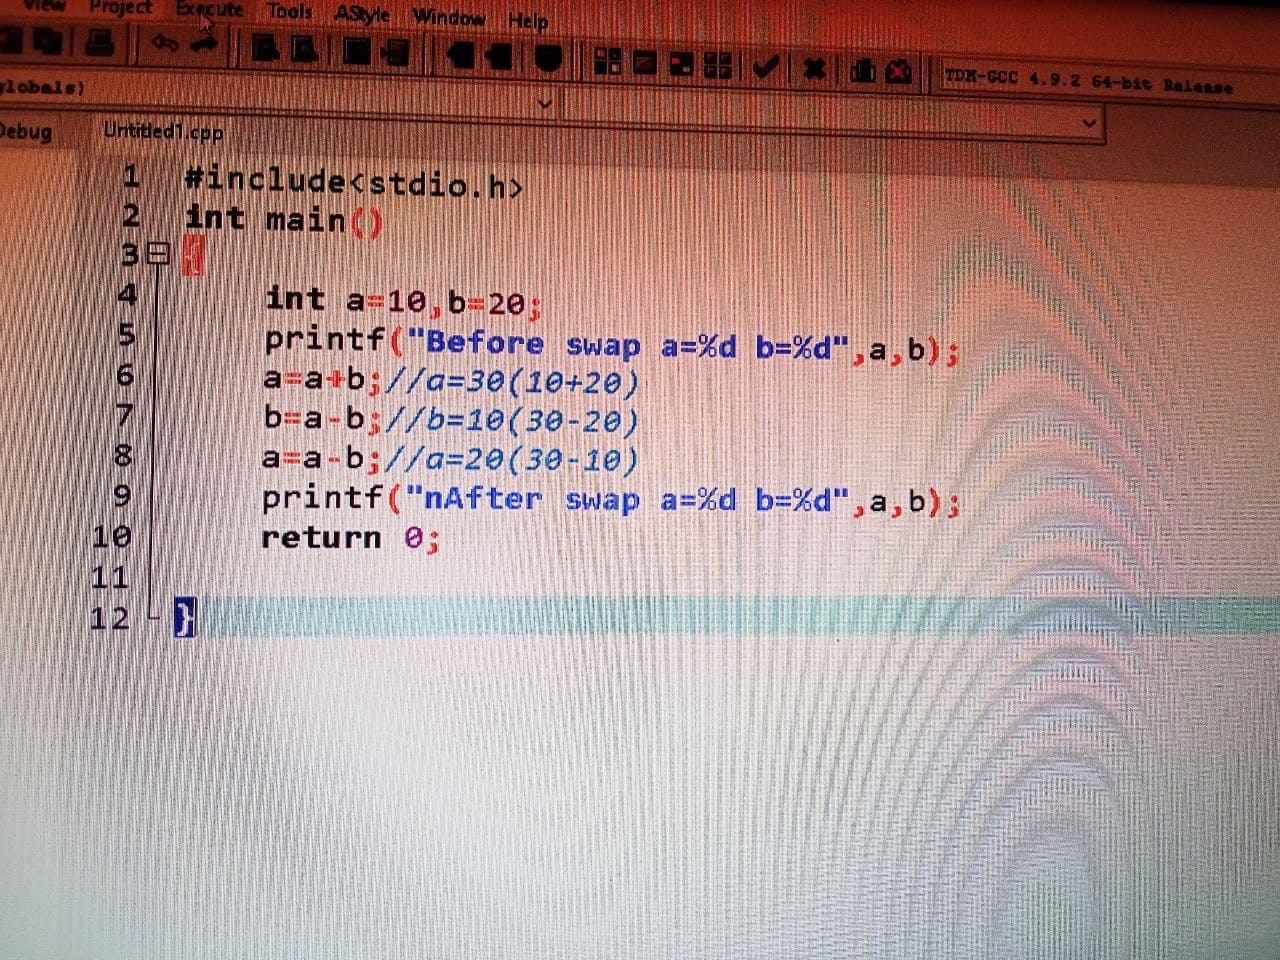 View Project Execute Tools AStyle Window Help
TDM-GCC 4.9.2 64-bit Release
globals)
Debug Untitled1.cpp
1 #include<stdio.h>
2 int main()
3 {
4 int a=10,b=20;
5 printf("Before swap a=%d b=%d",a,b);
6 a=a+b;//a=30(10+20)
7 b=a-b;//b=10(30-20)
8 a=a-b;//a=20(30-10)
9 printf("nAfter swap a=%d b=%d",a,b);
10 return 0;
11
12 }